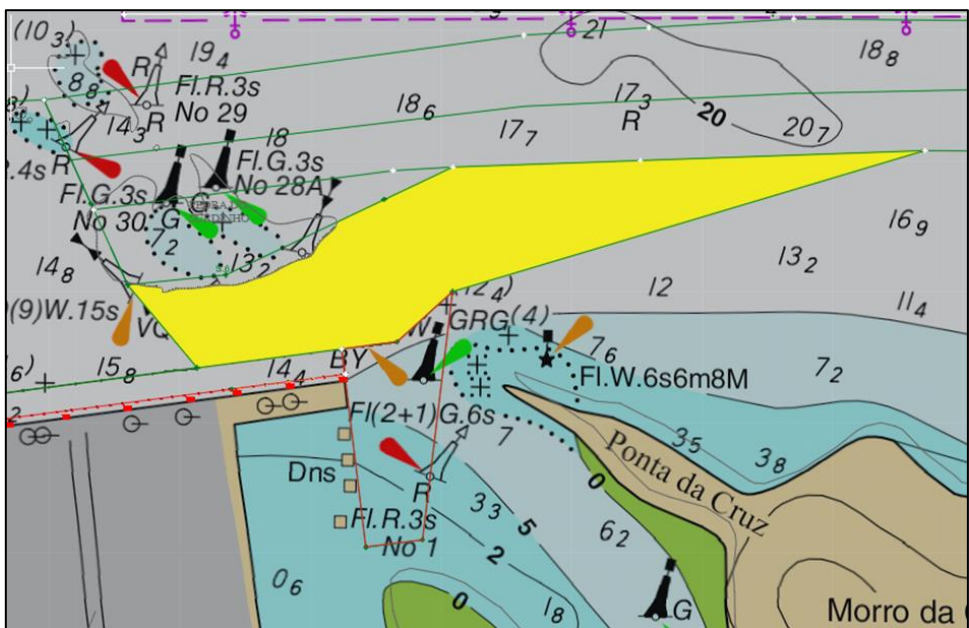 (10₃)
21
19₄
18₈
8₈
R
Fl.R.3s
No 29
14₃
R
18₆
17₇
17₃
R
20
20₇
18
R
.4s
Fl.G.3s
No 28A
Fl.G.3s
No 30
G
G
7₂
13₂
16₉
14₈
13₂
12
11₄
(9)W.15s
VQ
12₄)
W
GRG(4)
6)
15₈
14₄
BY
7₆
7₂
Fl.W.6s6m8M
2
Fl(2+1)G.6s
7
Ponta da Cruz
3₅
3₈
Dns
R
Fl.R.3s
No 1
3₃
5
2
0
6₂
0₆
0
1₈
G
Morro da